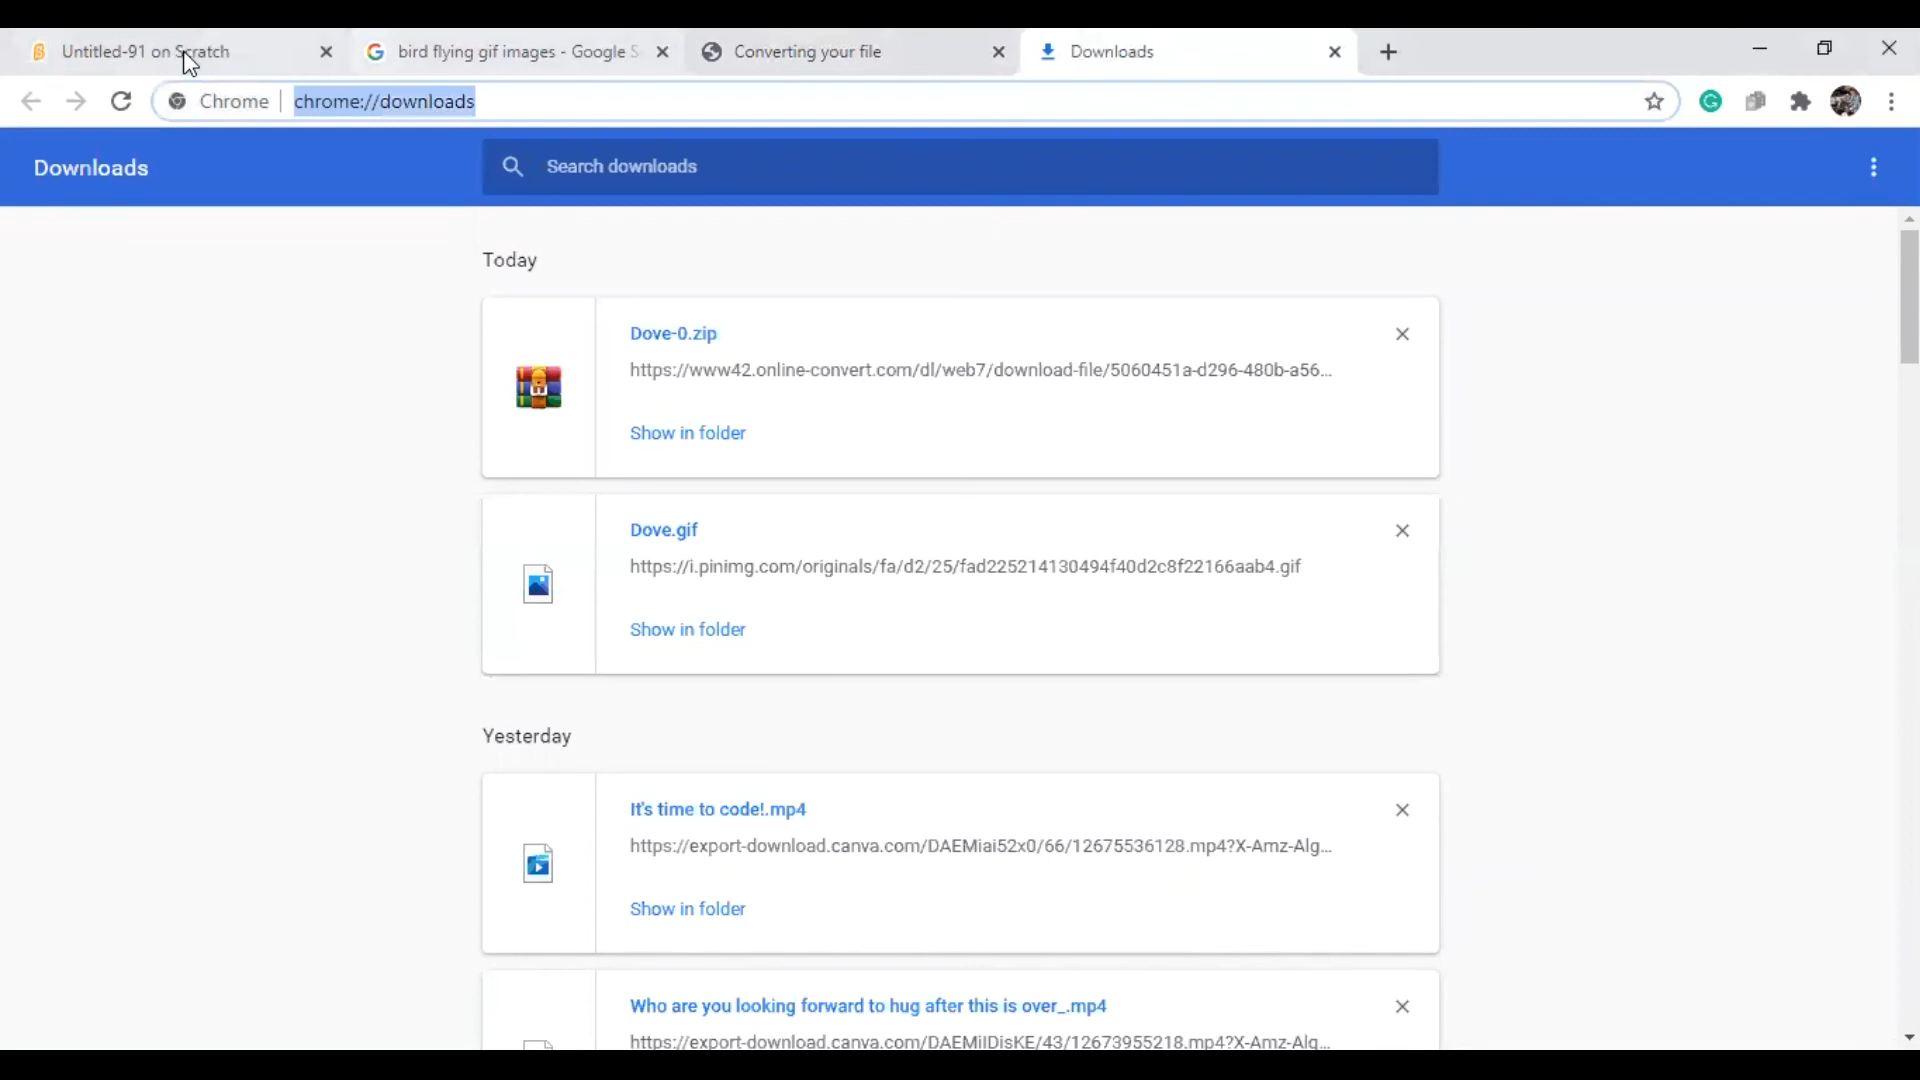 Untitled-91 on Scratch
bird flying gif images - Google S
Converting your file
Downloads
Chrome
chrome://downloads
Downloads
Search downloads
Today
Dove-0.zip
https://www42.online-convert.com/dl/web7/download-file/5060451a-d296-480b-a56...
Show in folder
Dove.gif
https://i.pinimg.com/originals/fa/d2/25/fad225214130494f40d2c8f22166aab4.gif
Show in folder
Yesterday
It's time to code!.mp4
https://export-download.canva.com/DAEMiai52x0/66/12675536128.mp4?X-Amz-Alg...
Show in folder
Who are you looking forward to hug after this is over_.mp4
https://export-download.canva.com/DAEMiIDisKE/43/12673955218.mp4?X-Amz-Alg...